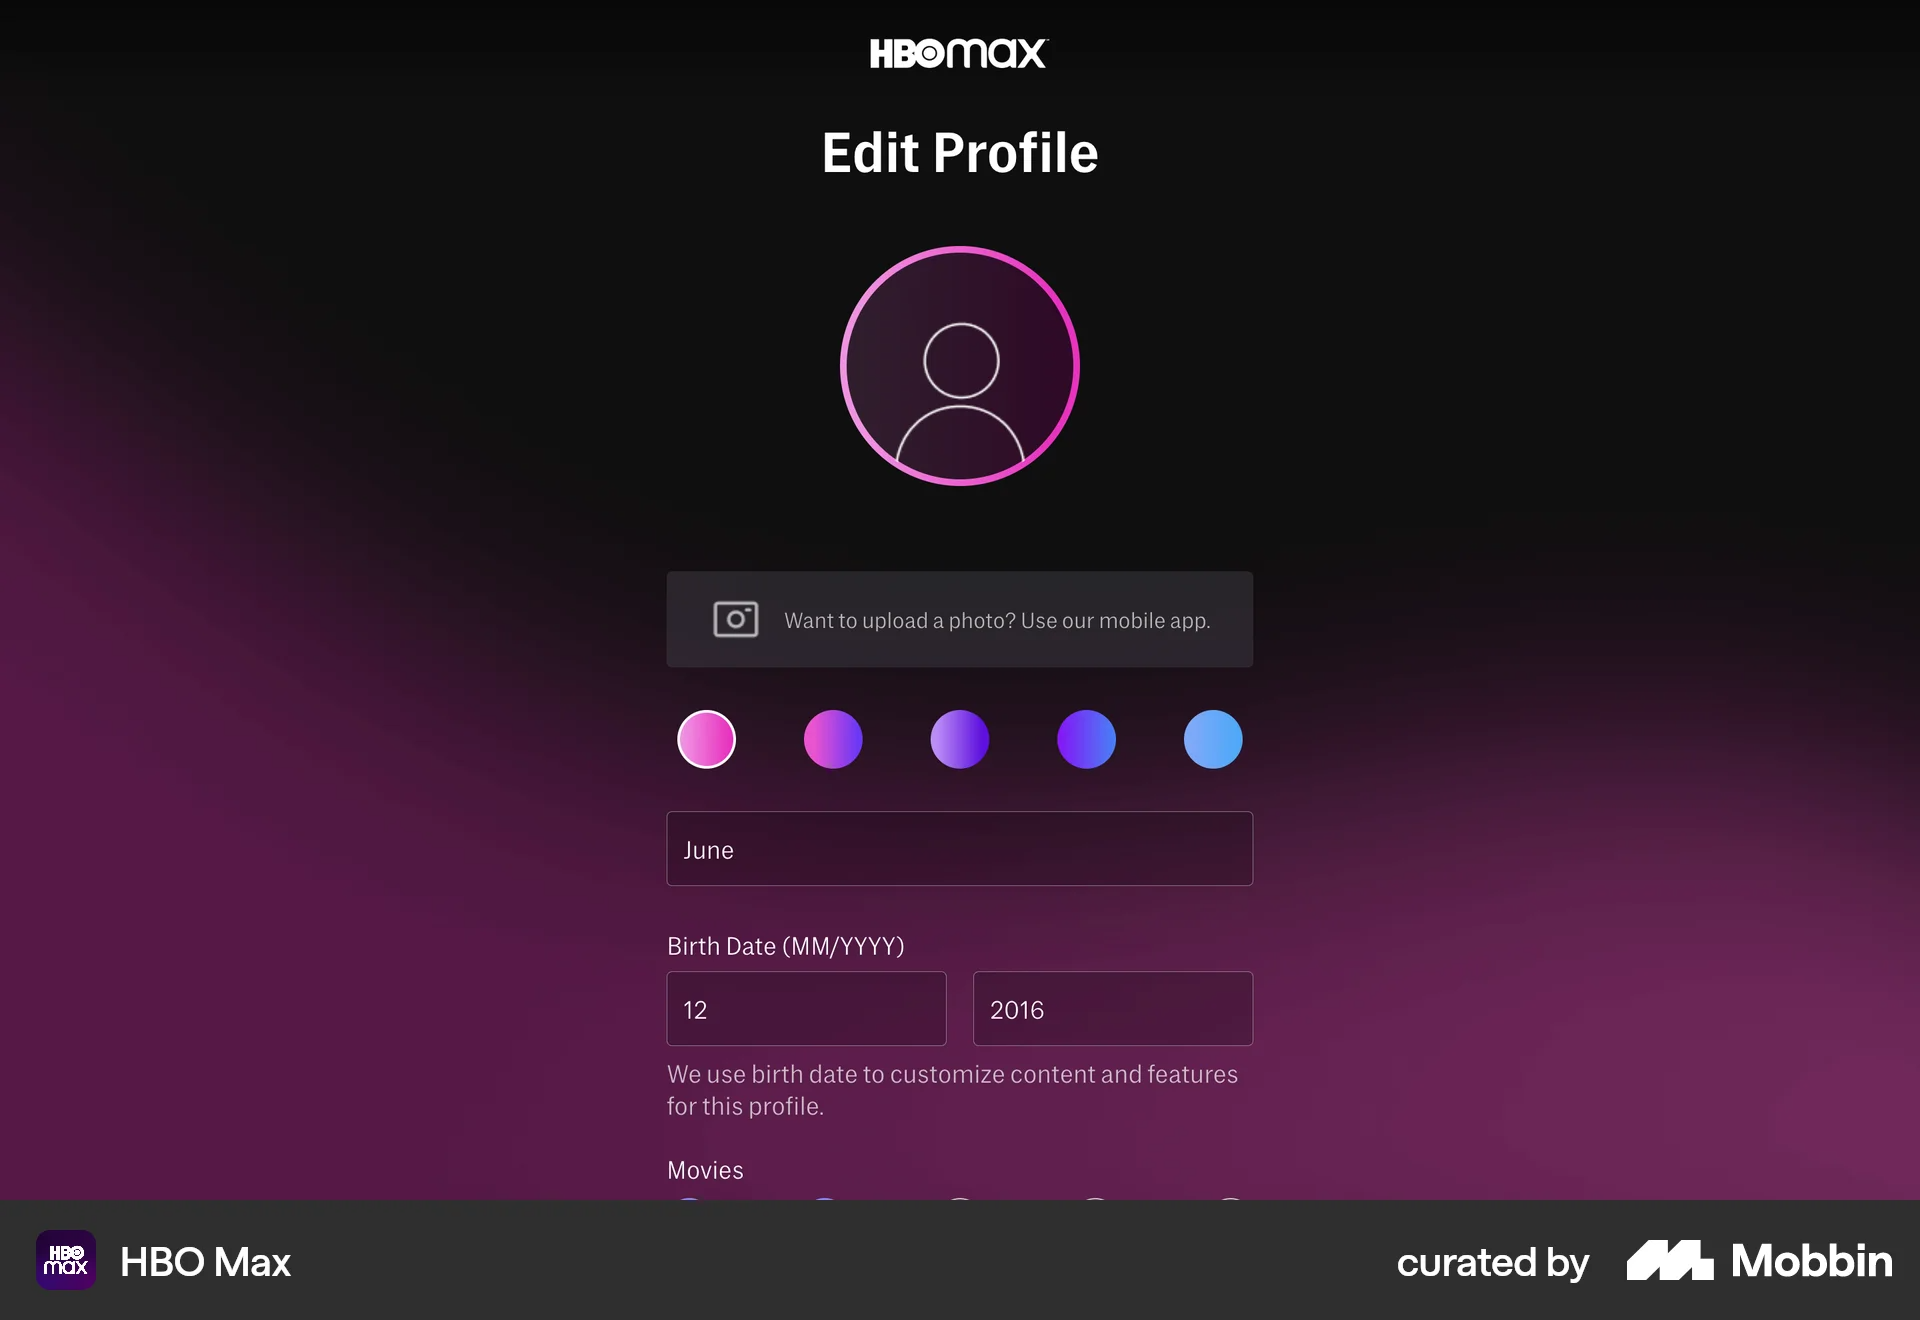 HBOmax
Edit Profile
Want to upload a photo? Use our mobile app.
June
Birth Date (MM/YYYY)
12
2016
We use birth date to customize content and features
for this profile.
Movies
HBO
max
HBO Max
curated by
Mobbin